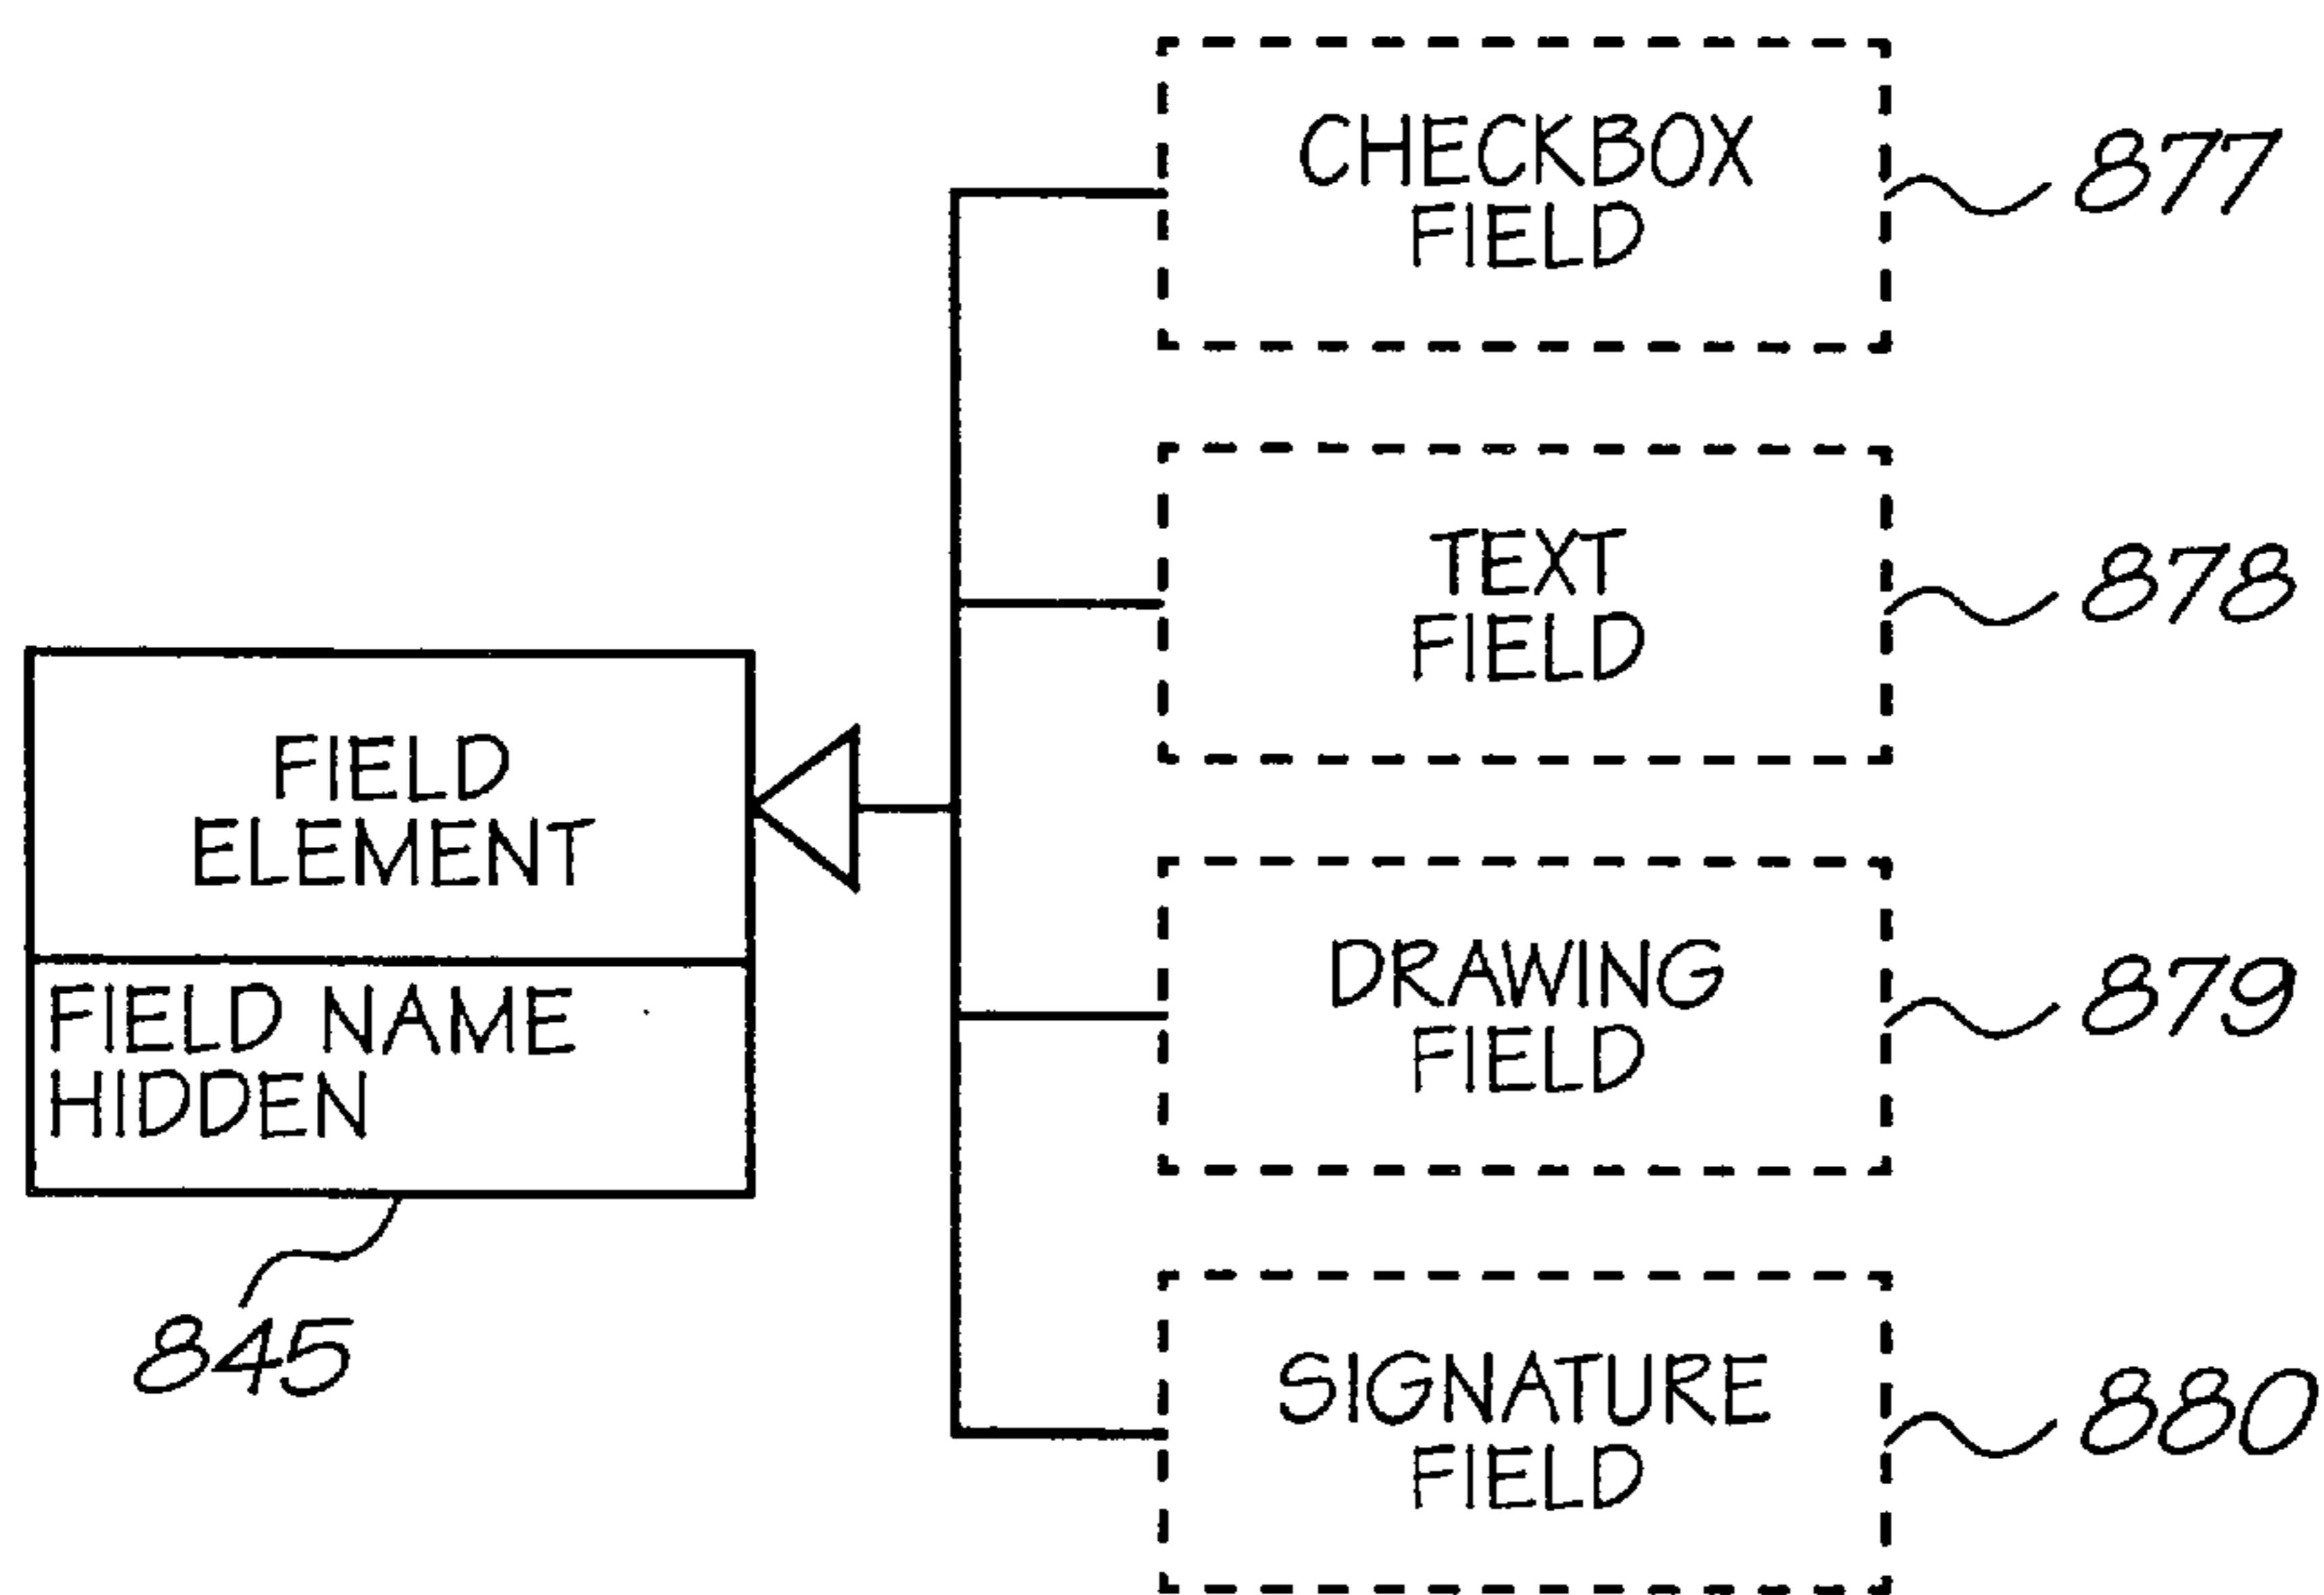 CHECKBOX
FIELD
877
TEXT
FIELD
878
FIELD
ELEMENT
FIELD NAME
HIDDEN
845
DRAWING
FIELD
879
SIGNATURE
FIELD
880